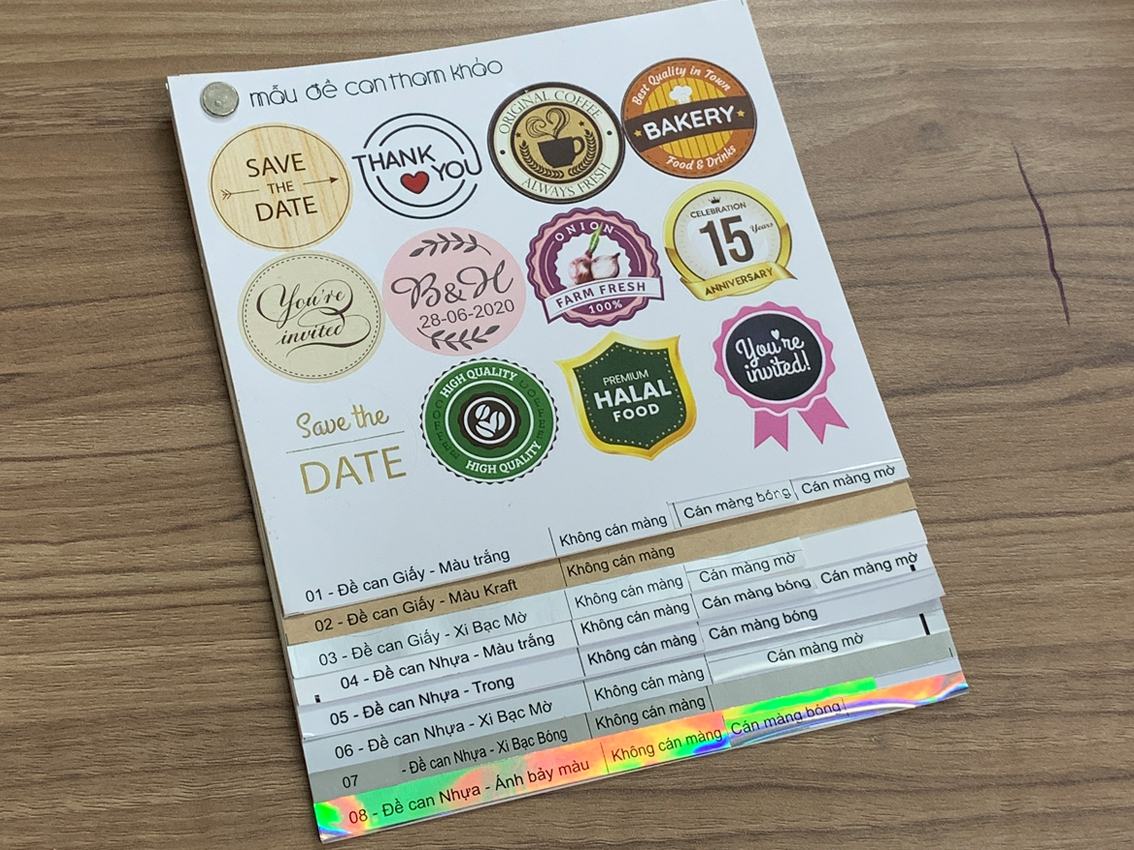 mẫu đề can tham khảo
SAVE
THE
DATE
THANK
YOU
ORIGINAL COFFEE
ALWAYS FRESH
Best Quality in Town
BAKERY
Food & Drinks
You're
invited
B&H
28-06-2020
ONION
FARM FRESH
100%
CELEBRATION
15 Years
ANNIVERSARY
Save the
DATE
HIGH QUALITY
COFFEE
COFFEE
HIGH QUALITY
PREMIUM
HALAL
FOOD
You're
invited!
01 - Đề can Giấy - Màu trắng Không cán màng Cán màng bóng Cán màng mờ
02 - Đề can Giấy - Màu Kraft Không cán màng
03 - Đề can Giấy - Xi Bạc Mờ Không cán màng Cán màng mờ
04 - Đề can Nhựa - Màu trắng Không cán màng Cán màng bóng Cán màng mờ
05 - Đề can Nhựa - Trong Không cán màng Cán màng bóng
06 - Đề can Nhựa - Xi Bạc Mờ Không cán màng Cán màng mờ
07 - Đề can Nhựa - Xi Bạc Bóng Không cán màng
08 - Đề can Nhựa - Ánh bảy màu Không cán màng Cán màng bóng